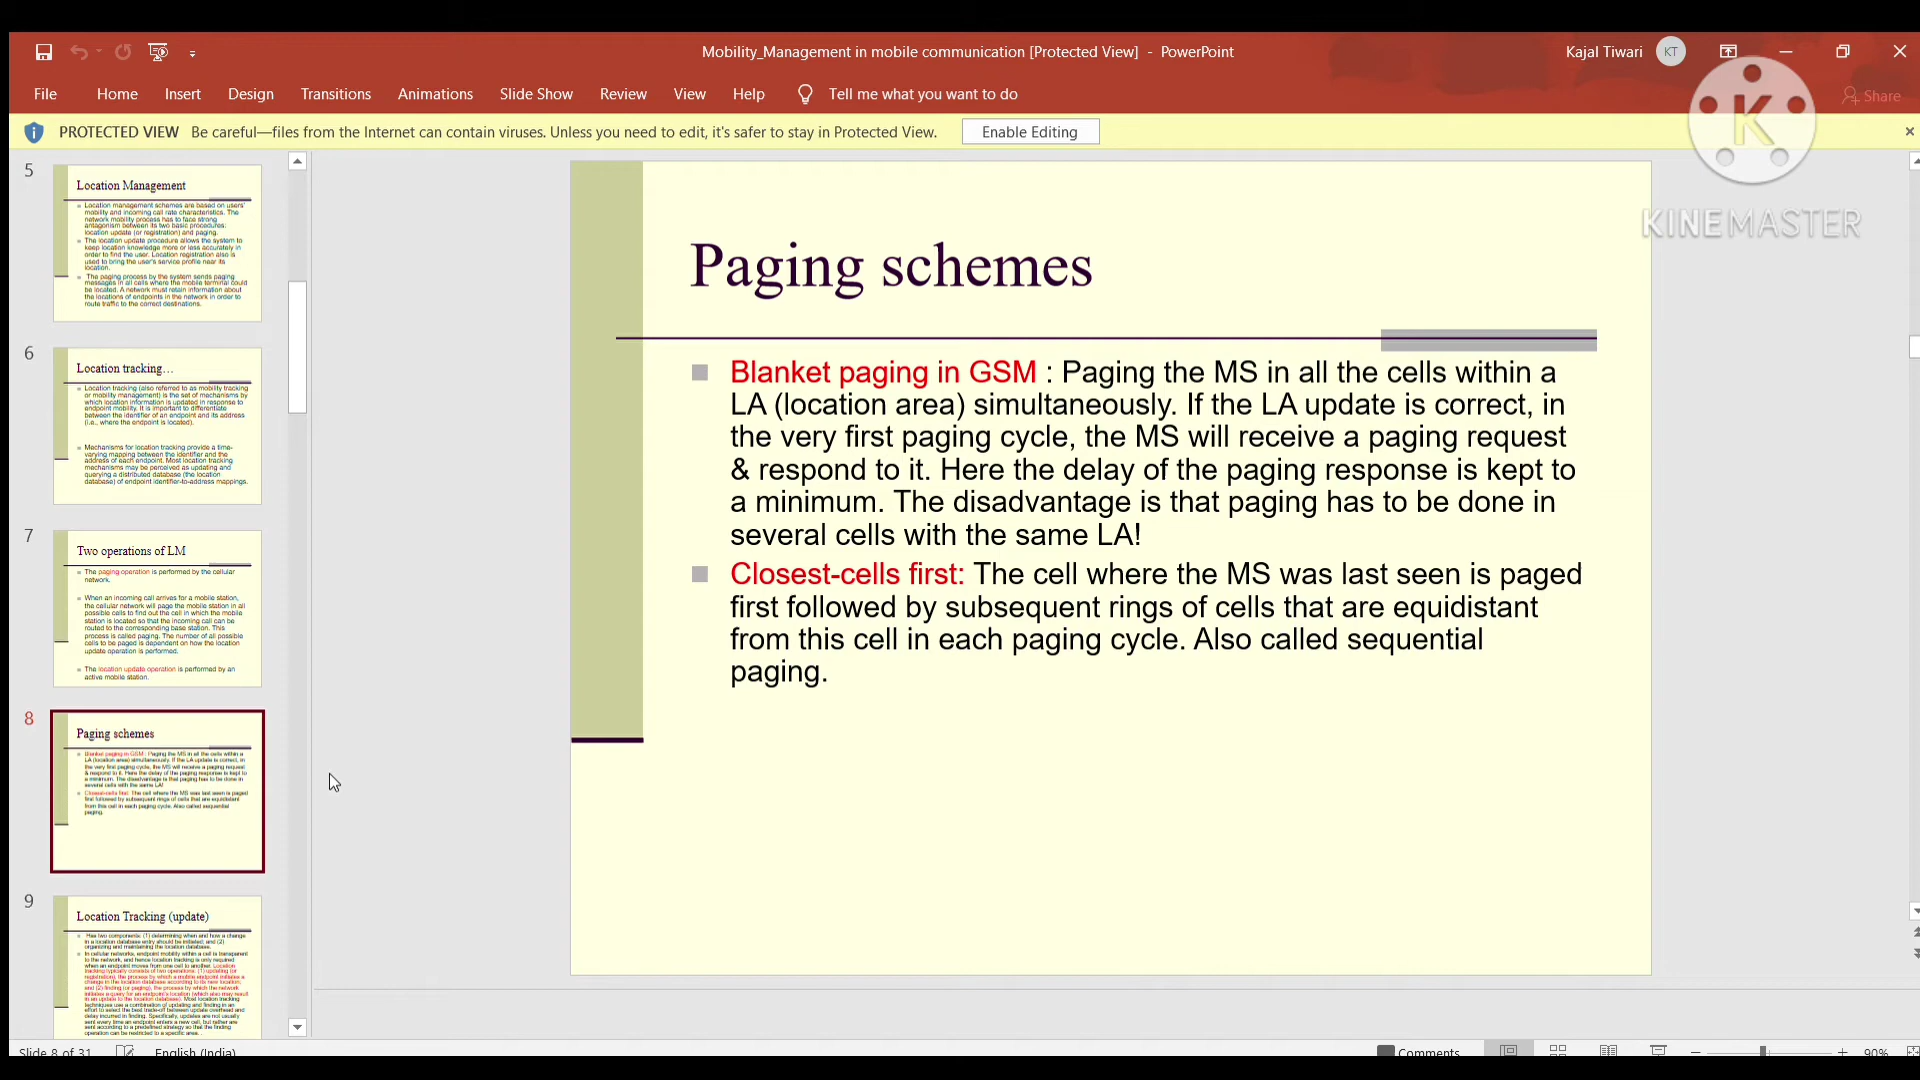 Mobility_Management in mobile communication [Protected View] - PowerPoint
Kajal Tiwari
KT
File Home Insert Design Transitions Animations Slide Show Review View Help Tell me what you want to do
Share
PROTECTED VIEW Be careful—files from the Internet can contain viruses. Unless you need to edit, it's safer to stay in Protected View.
Enable Editing
K
KINEMASTER
5
Location Management
Location management schemes are based on users'
mobility and incoming call rate characteristics. The
network mobility process has to face strong
antagonism between its two basic procedures:
location update (or registration) and paging.
The location update procedure allows the system to
keep location knowledge more or less accurately in
order to find the user. Location registration also is
used to bring the user's service profile near its
location.
The paging process by the system sends paging
messages in all cells where the mobile terminal could
be located. A network must retain information about
the locations of endpoints in the network in order to
route traffic to the correct destinations.
6
Location tracking...
Location tracking (also referred to as mobility tracking
or mobility management) is the set of mechanisms by
which location information is updated in response to
endpoint mobility. It is important to differentiate
between the identifier of an endpoint and its address
(i.e., where the endpoint is located).
Mechanisms for location tracking provide a time-
varying mapping between the identifier and the
address of each endpoint. Most location tracking
mechanisms may be perceived as updating and
querying a distributed database (the location
database) of endpoint identifier-to-address mappings.
7
Two operations of LM
The paging operation is performed by the cellular
network.
When an incoming call arrives for a mobile station,
the cellular network will page the mobile station in all
possible cells to find out the cell in which the mobile
station is located so that the incoming call can be
routed to the corresponding base station. This
process is called paging. The number of all possible
cells to be paged is dependent on how the location
update operation is performed.
The location update operation is performed by an
active mobile station.
8
Paging schemes
Blanket paging in GSM : Paging the MS in all the cells within a
LA (location area) simultaneously. If the LA update is correct, in
the very first paging cycle, the MS will receive a paging request
& respond to it. Here the delay of the paging response is kept to
a minimum. The disadvantage is that paging has to be done in
several cells with the same LA!
Closest-cells first: The cell where the MS was last seen is paged
first followed by subsequent rings of cells that are equidistant
from this cell in each paging cycle. Also called sequential
paging.
9
Location Tracking (update)
Has two components: (1) determining when and how a change
in a location database entry should be initiated; and (2)
organizing and maintaining the location database.
In cellular networks, endpoint mobility within a cell is transparent
to the network, and hence location tracking is only required
when an endpoint moves from one cell to another. Location
tracking typically consists of two operations: (1) updating (or
registration), the process by which a mobile endpoint initiates a
change in the location database according to its new location;
and (2) finding (or paging), the process by which the network
initiates a query for an endpoint's location (which also may result
in an update to the location database). Most location tracking
techniques use a combination of updating and finding in an
effort to select the best trade-off between update overhead and
delay incurred in finding. Specifically, updates are not usually
sent every time an endpoint enters a new cell, but rather are
sent according to a predefined strategy so that the finding
operation can be restricted to a specific area.
Paging schemes
Blanket paging in GSM : Paging the MS in all the cells within a
LA (location area) simultaneously. If the LA update is correct, in
the very first paging cycle, the MS will receive a paging request
& respond to it. Here the delay of the paging response is kept to
a minimum. The disadvantage is that paging has to be done in
several cells with the same LA!
Closest-cells first: The cell where the MS was last seen is paged
first followed by subsequent rings of cells that are equidistant
from this cell in each paging cycle. Also called sequential
paging.
Slide 8 of 31 English (India)
Comments
90%